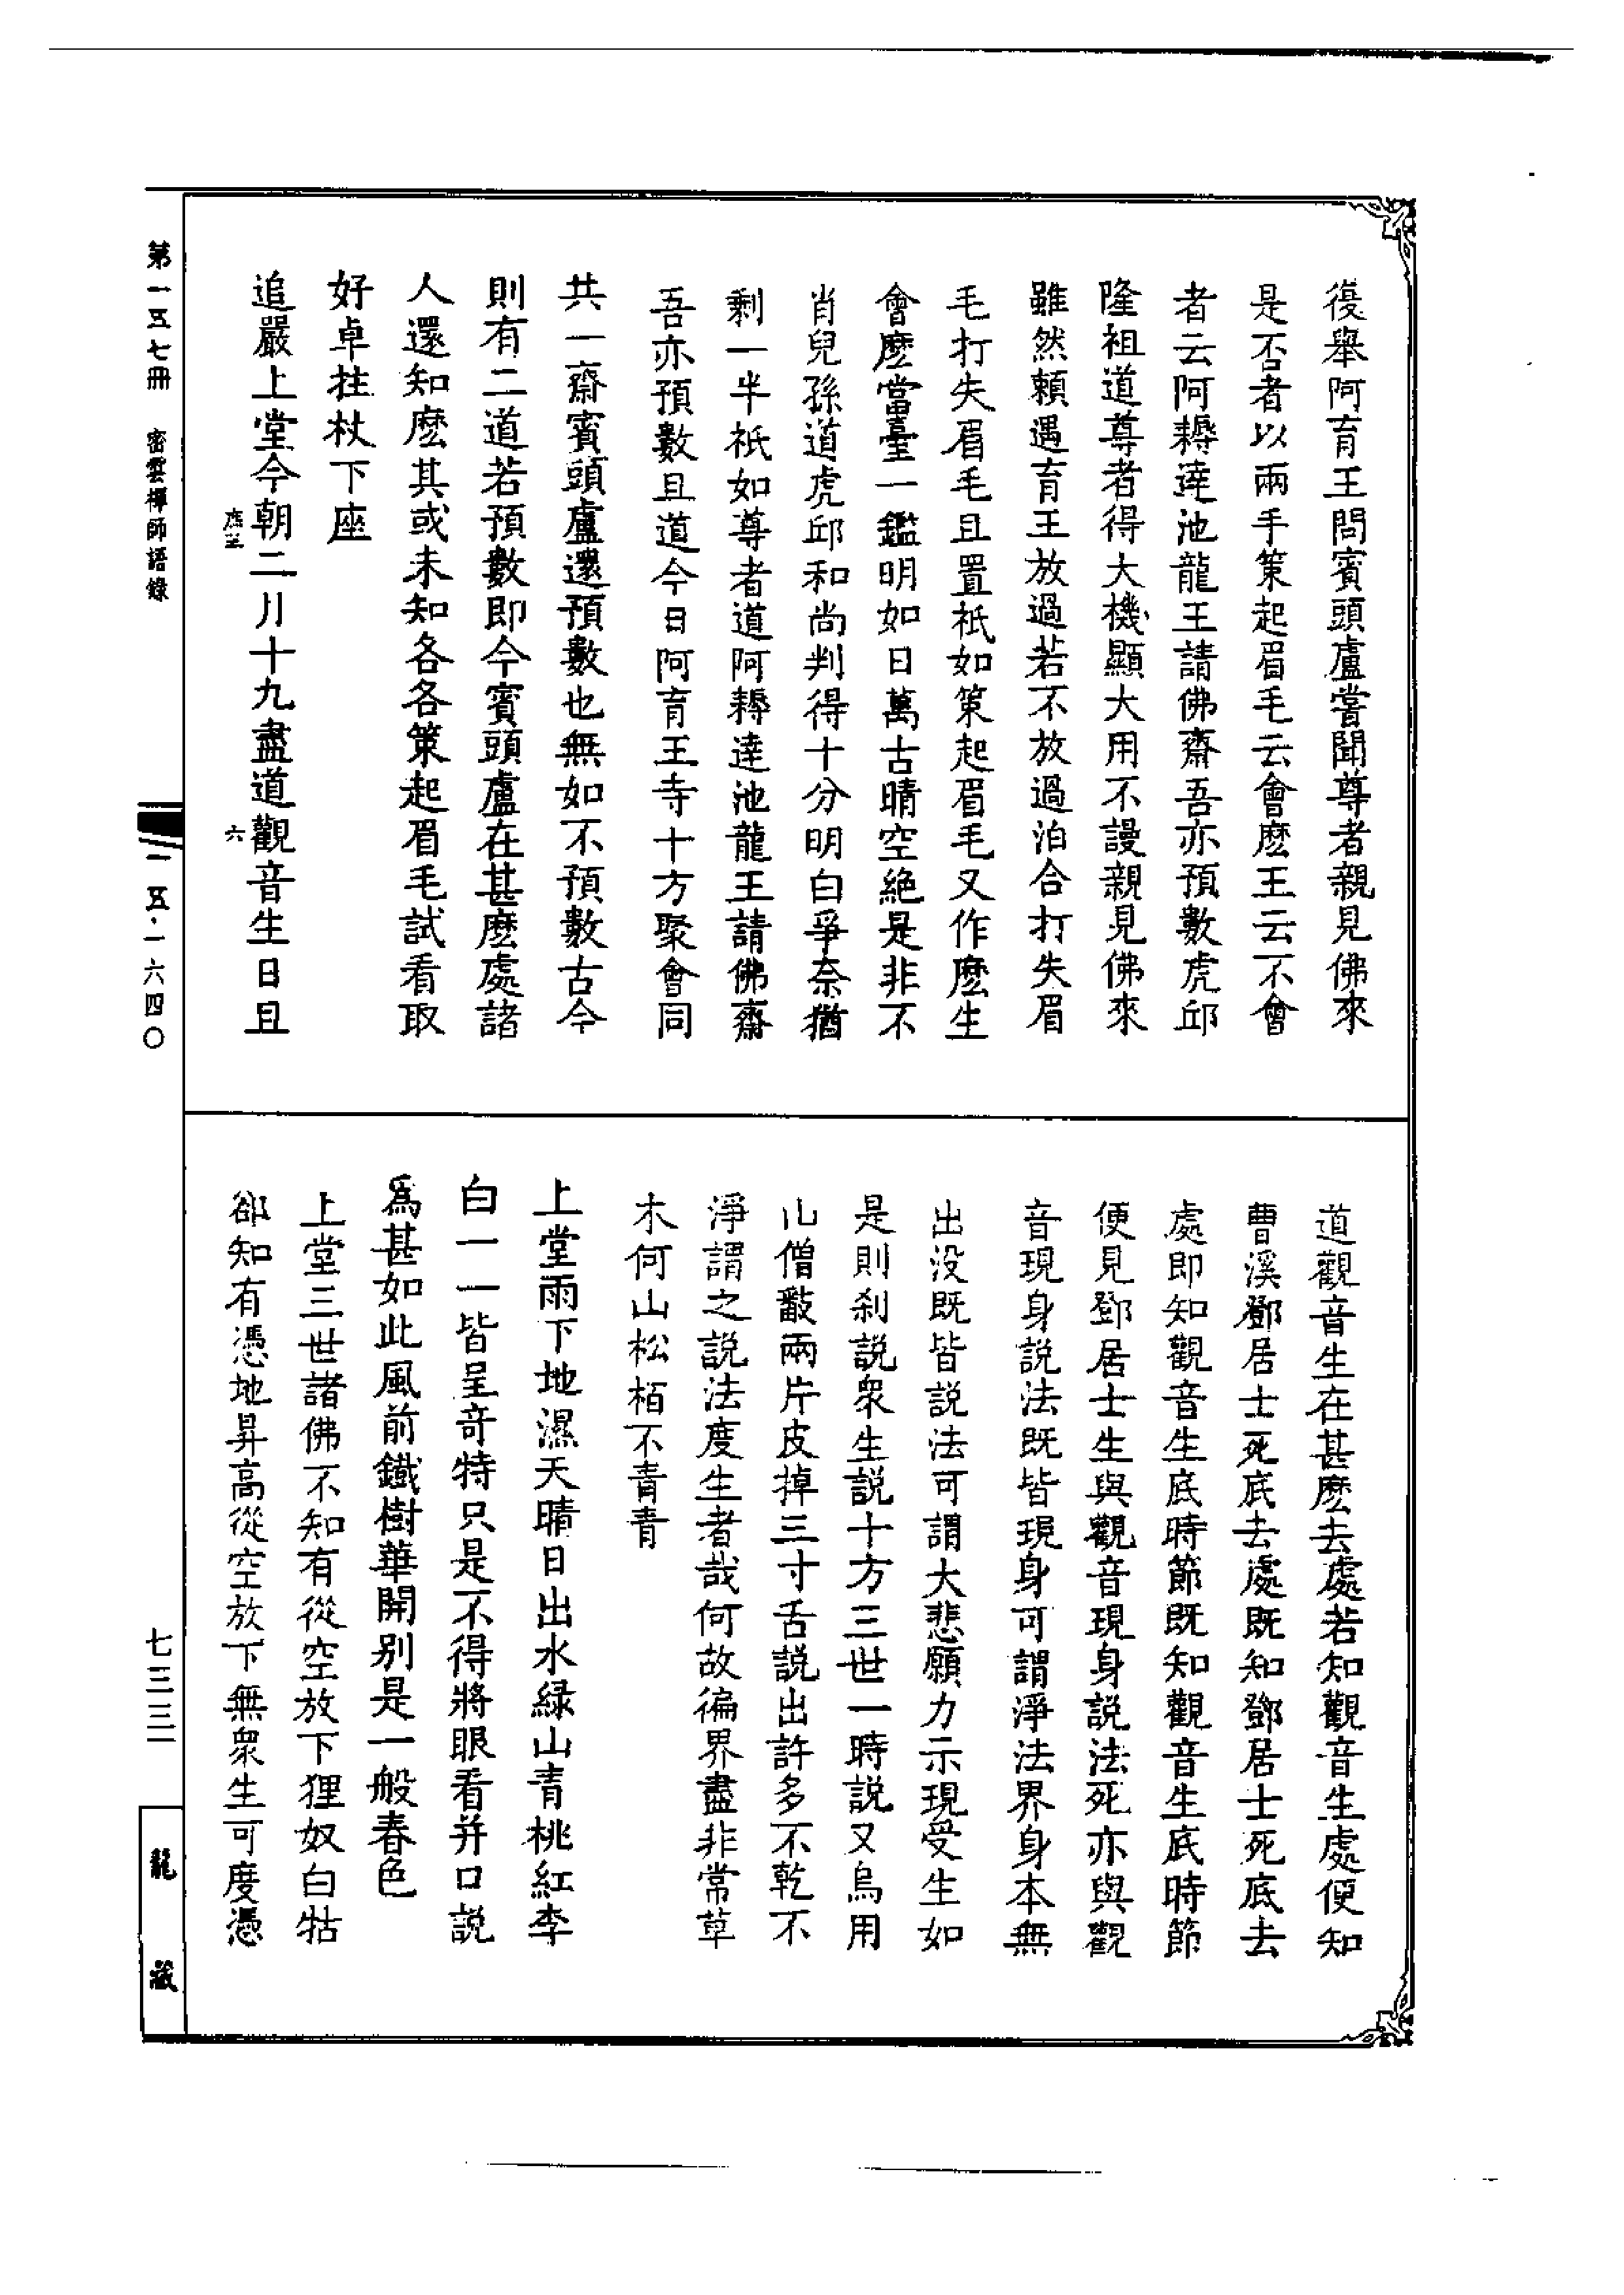 復舉阿育王問賓頭盧嘗聞尊者親見佛來
是否者以兩手策起眉毛云會麽王云不會
者云阿耨達池龍王請佛齋吾亦預數虎邱
隆祖道尊者得大機顯大用不謾親見佛來
雖然賴遇育王放過若不放過洎合打失眉
毛打失眉毛且置祇如策起眉毛又作麽生
會麽當臺一鑑明如日萬古晴空絕是非不
肖兒孫道虎邱和尚判得十分明白爭奈猶
剩一半祇如尊者道阿耨達池龍王請佛齋
吾亦預數且道今日阿育王寺十方聚會同
共一齋賓頭盧還預數也無如不預數古今
則有二道若預數即今賓頭盧在甚麽處諸
人還知麽其或未知各各策起眉毛試看取
好卓拄杖下座
追嚴上堂今朝二月十九盡道觀音生日且
六
道觀音生在甚麽去處若知觀音生處便知
曹溪鄧居士死底去處既知鄧居士死底去
處即知觀音生底時節既知觀音生底時節
便見鄧居士生與觀音現身說法死亦與觀
音現身說法既皆現身可謂淨法界身本無
出没既皆說法可謂大悲願力示現受生如
是則刹說衆生說十方三世一時說又烏用
山僧敲兩片皮掉三寸舌說出許多不乾不
淨謂之說法度生者哉何故徧界盡非常草
木何山松栢不青青
上堂雨下地濕天晴日出水緑山青桃紅李
白一一皆呈奇特只是不得將眼看并口說
爲甚如此風前鐵樹華開别是一般春色
上堂三世諸佛不知有從空放下狸奴白牯
卻知有憑地昇高從空放下無衆生可度憑
第一五七冊 密雲禪師語錄
一五·一六四〇
七三三
龍藏